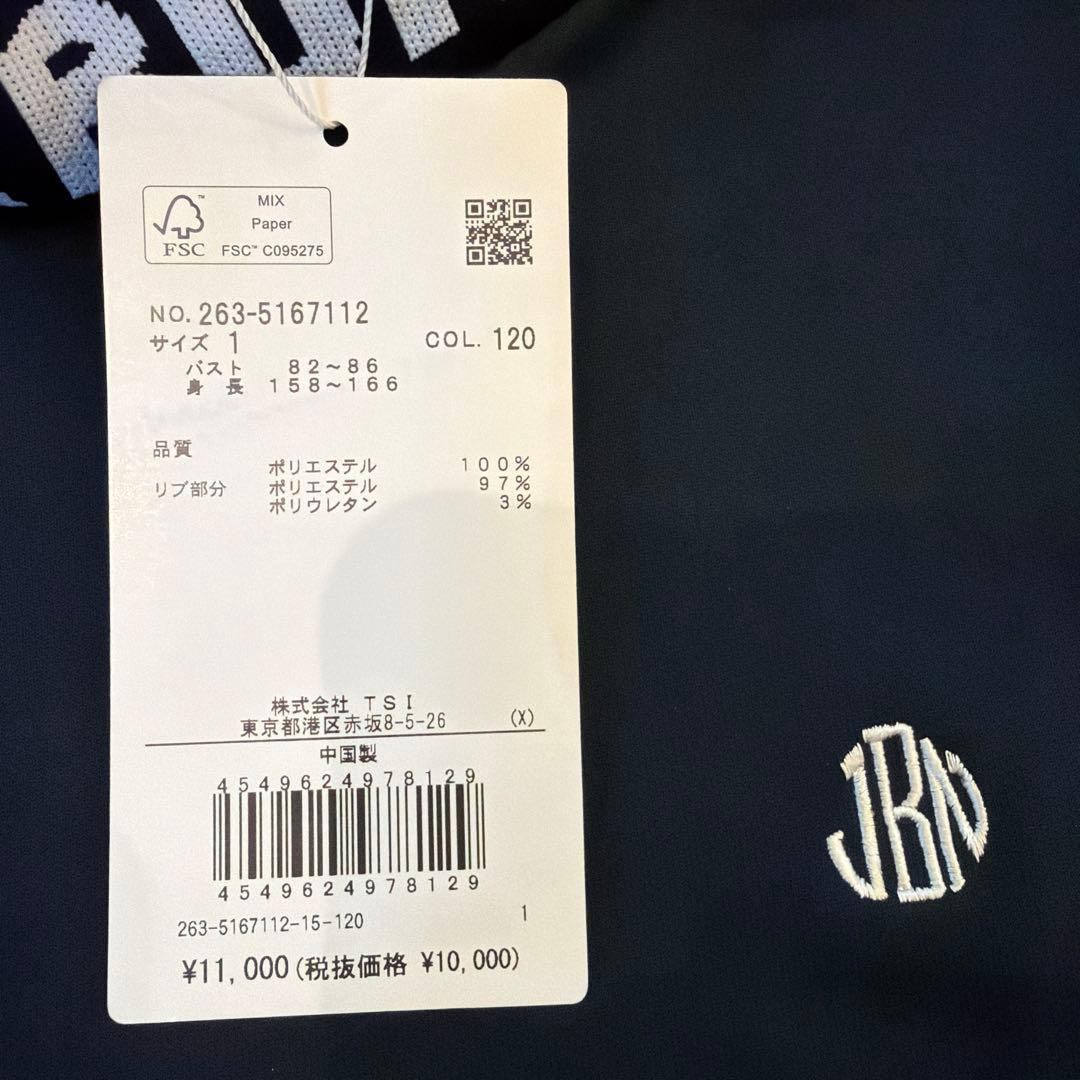 MIX
Paper
FSC™ FSC™ C095275
NO. 263-5167112
サイズ 1 COL. 120
バスト 82～86
身長 158～166
品質
ポリエステル 100%
リブ部分 ポリエステル 97%
ポリウレタン 3%
株式会社 TSI
東京都港区赤坂8-5-26 (X)
中国製
4549624978129
4549624978129
263-5167112-15-120 1
¥11,000(税抜価格 ¥10,000)
JBN